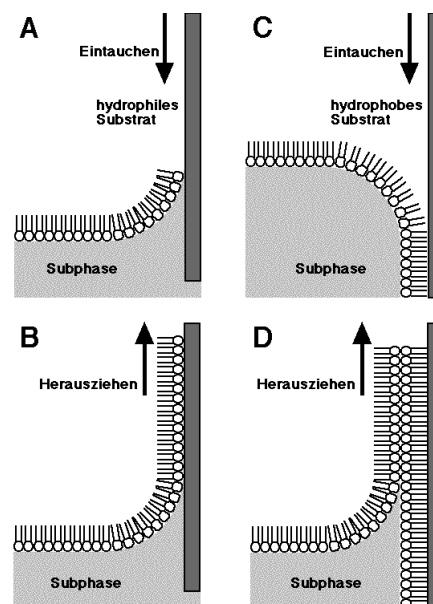 A
Eintauchen
hydrophiles
Substrat
Subphase
C
Eintauchen
hydrophobes
Substrat
Subphase
B
Herausziehen
Subphase
D
Herausziehen
Subphase